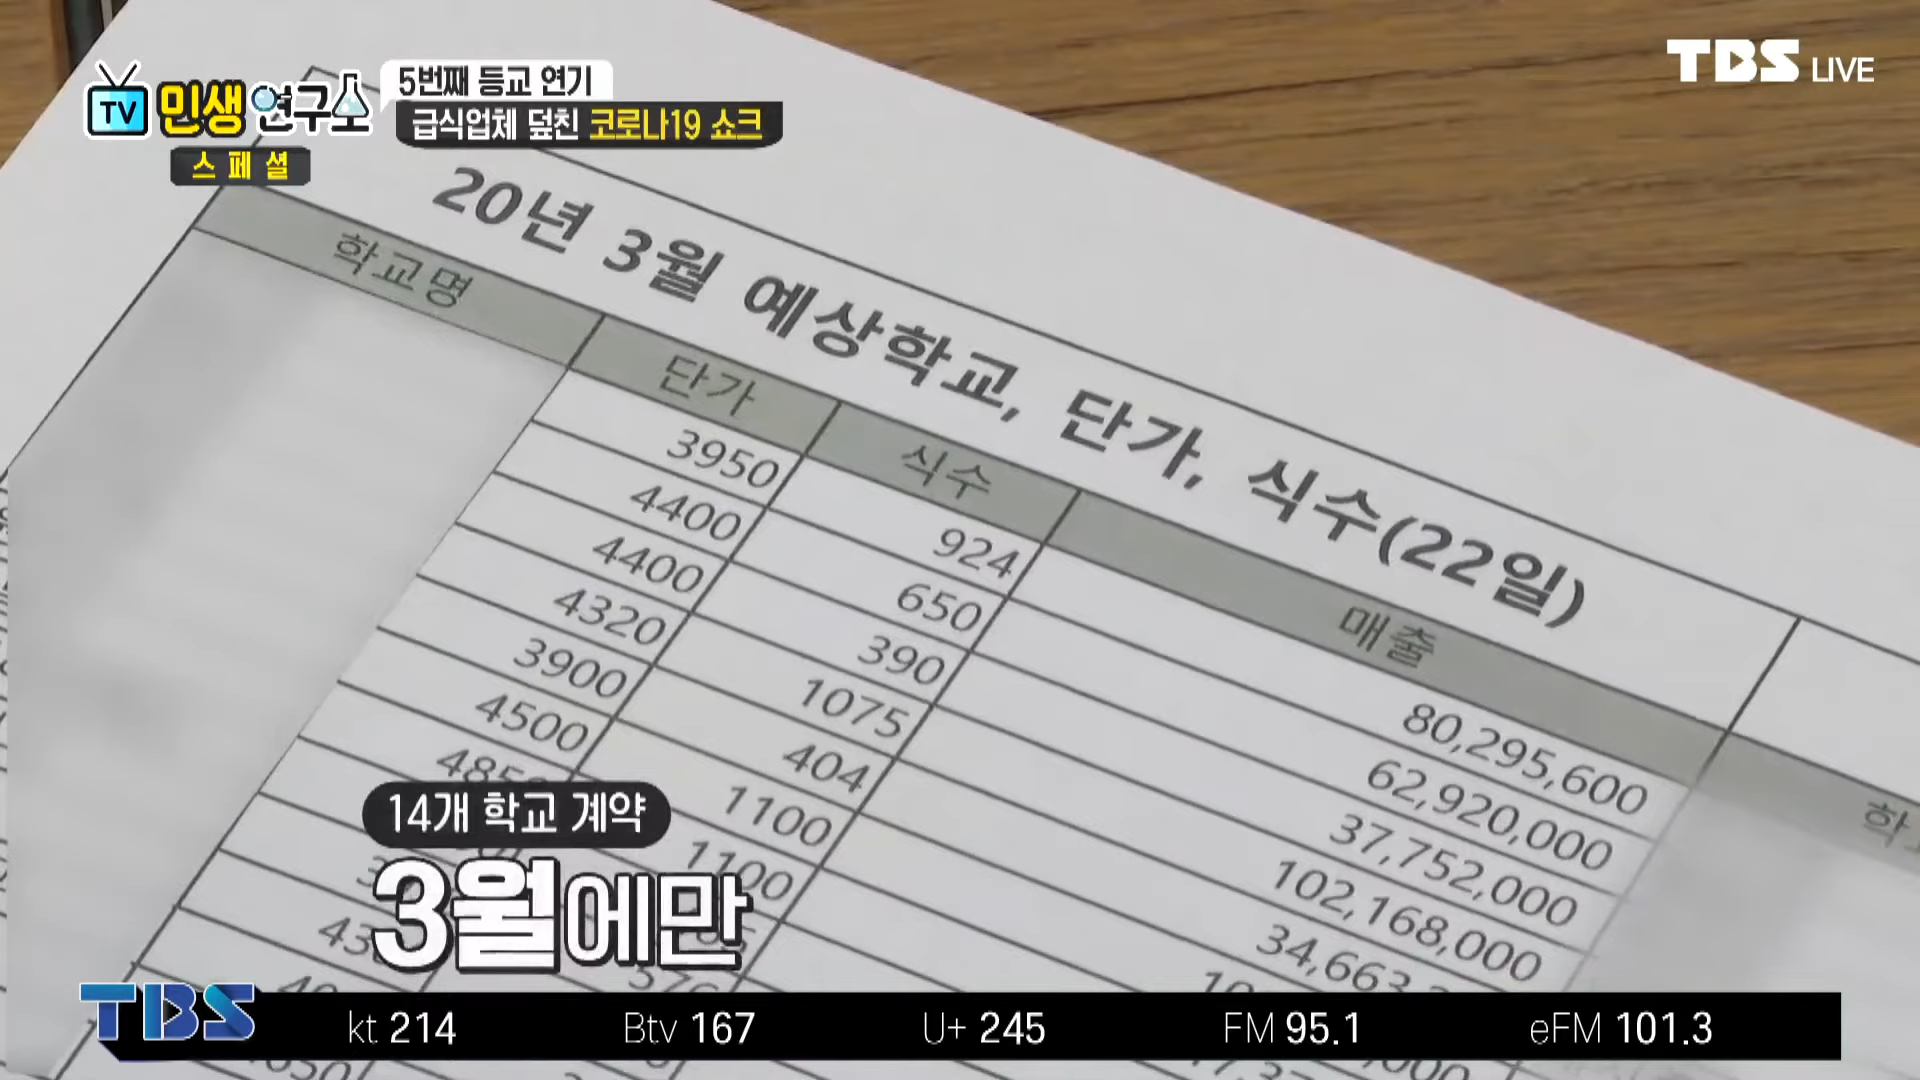 TBS LIVE
TV 민생연구소
스페셜
5번째 등교 연기
급식업체 덮친 코로나19 쇼크
20년 3월 예상학교, 단가, 식수(22일)
학교명 단가 식수 매출
3950 924 80,295,600
4400 650 62,920,000
4400 390 37,752,000
4320 1075 102,168,000
3900 404 34,663
4500 1100
1100
14개 학교 계약
3월에만
TBS
kt 214 Btv 167 U+ 245 FM 95.1 eFM 101.3